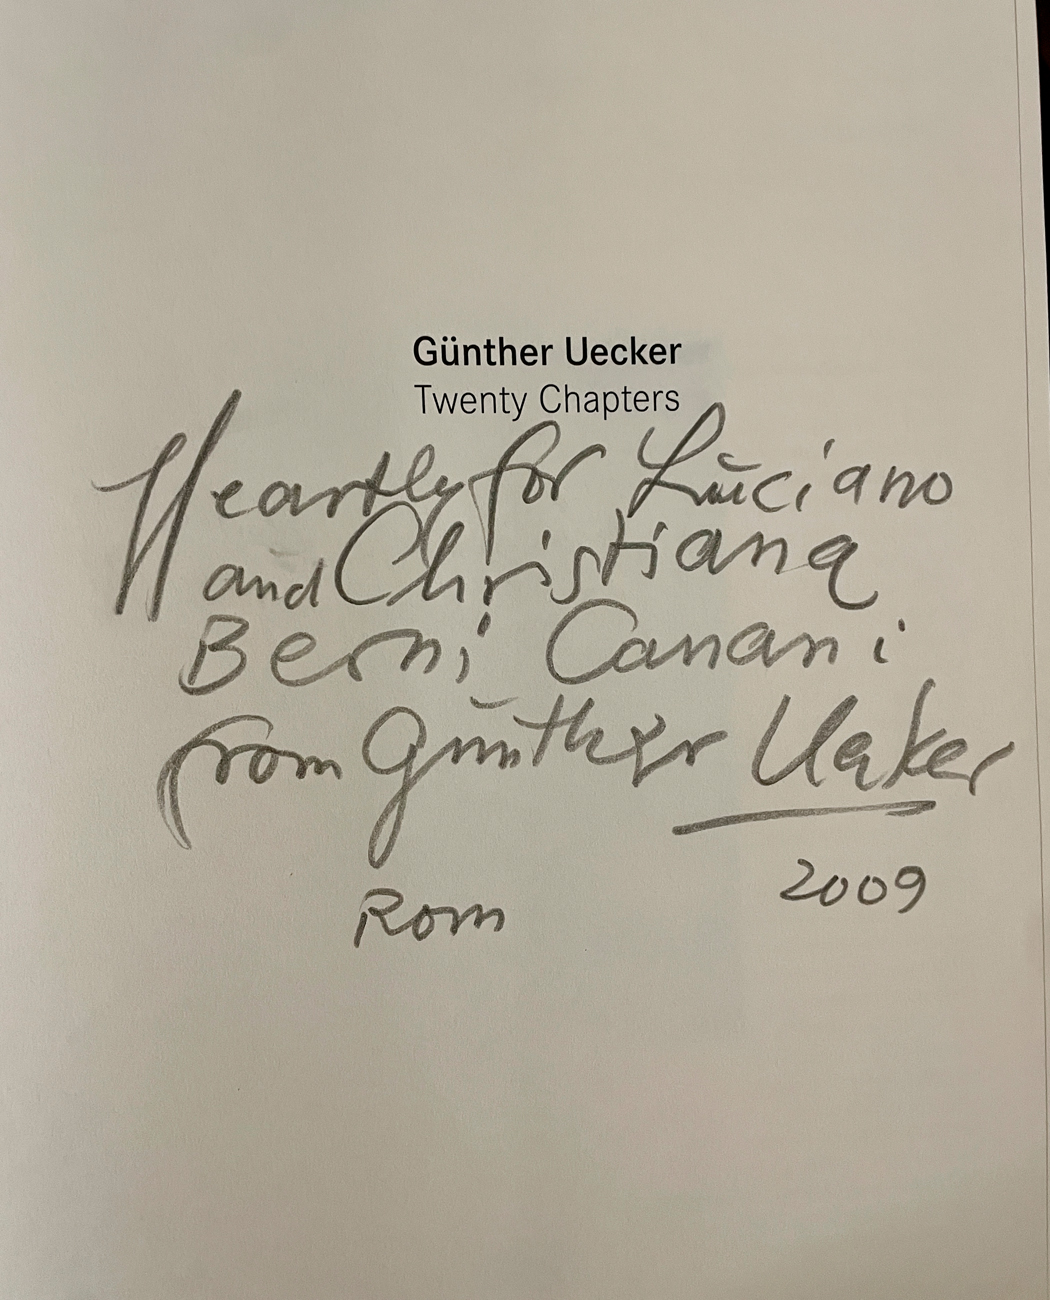 Günther Uecker
Twenty Chapters
Heartly for Luciano
and Christiana
Berni Canani
from Günther Uecker
Rom 2009